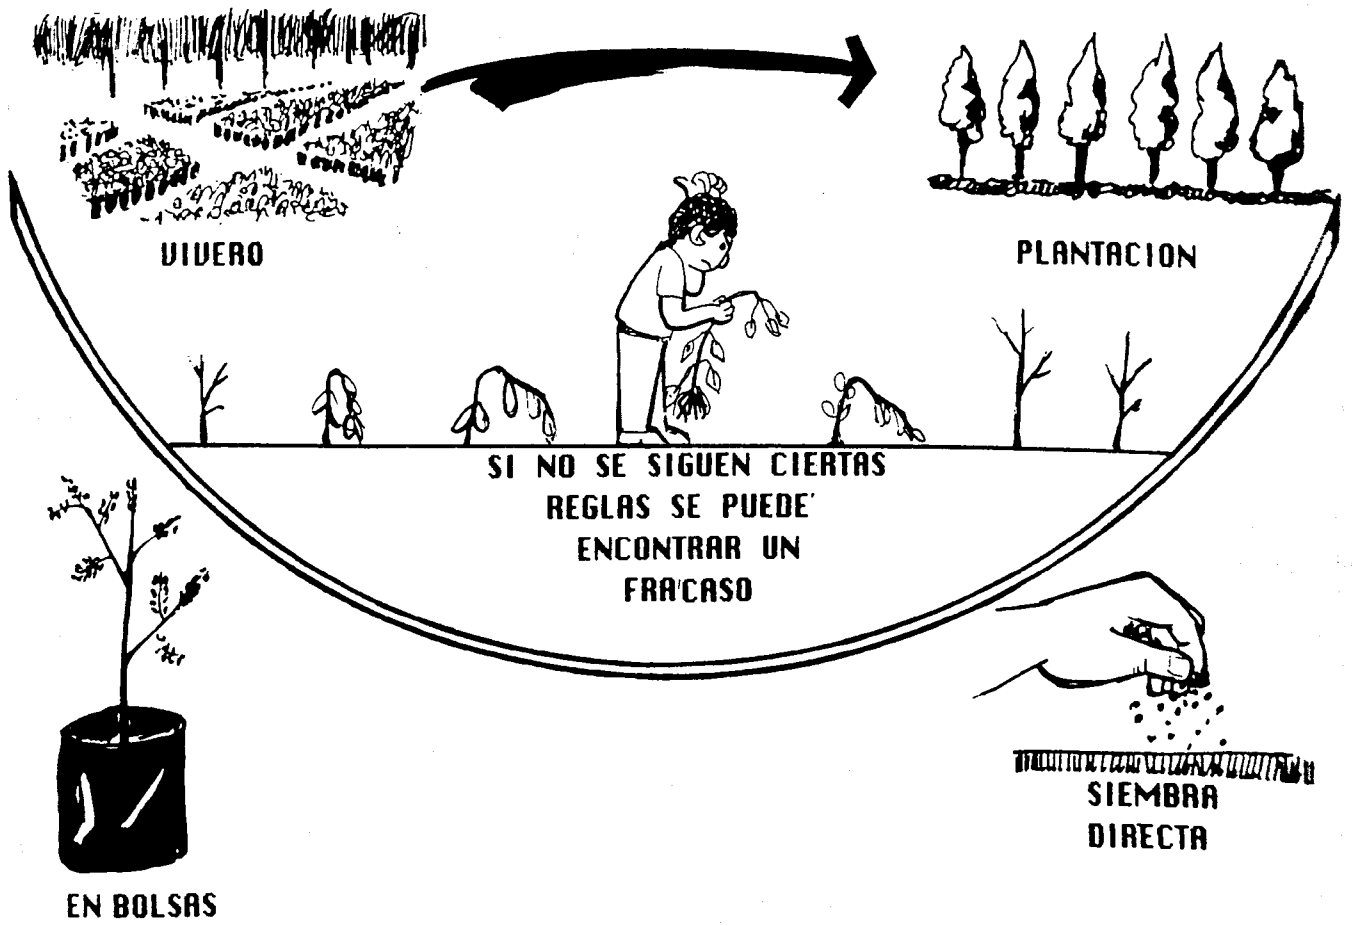 VIVERO
PLANTACION
SI NO SE SIGUEN CIERTAS
REGLAS SE PUEDE
ENCONTRAR UN
FRACASO
SIEMBRA
DIRECTA
EN BOLSAS